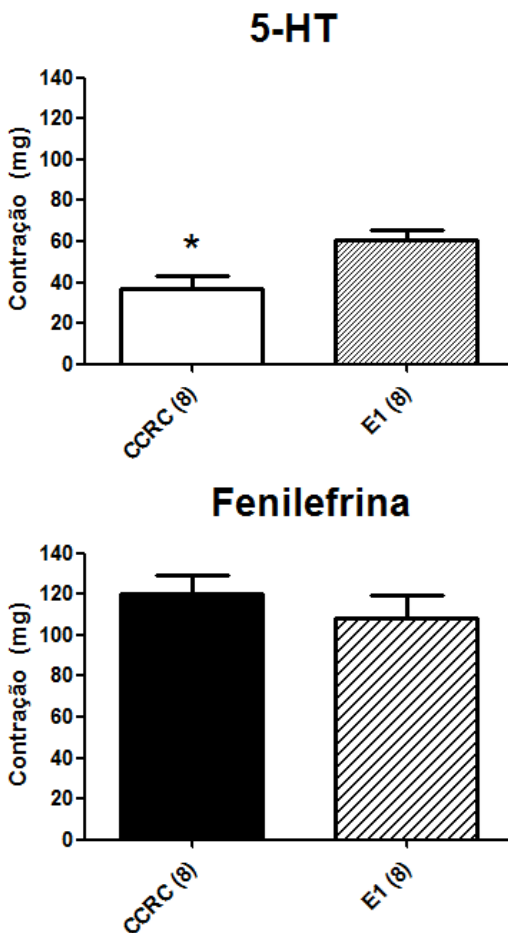 5-HT
Contração (mg)
140
120
100
80
60
40
20
0
*
CCRC (8)
E1 (8)
Fenilefrina
Contração (mg)
140
120
100
80
60
40
20
0
CCRC (8)
E1 (8)